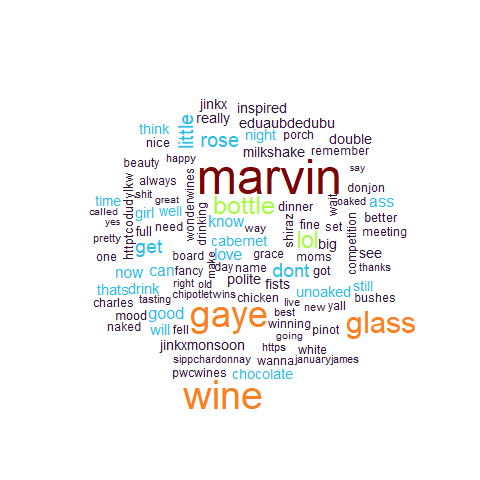 jinkx
inspired
really
eduaubdedubu
think
little
rose
night
porch
double
nice
milkshake
remember
beauty
happy
marvin
say
always
wonderwines
donjon
shit
great
httptcodudyllkw
time
girl
well
drinking
bottle
dinner
wait
soaked
ass
called
yes
full
need
know
way
shiraz
fine
set
competition
better
meeting
pretty
get
cabernet
lol
big
one
board
love
grace
moms
see
now
can
fancy
make
day
name
dont
got
thanks
thats
drink
right
old
polite
fists
unoaked
still
charles
tasting
chipotletwins
chicken
live
new
yall
bushes
mood
good
gaye
best
glass
naked
will
fell
winning
pinot
going
jinkxmonsoon
https
white
sippchardonnay
wanna
januaryjames
pwcwines
chocolate
wine